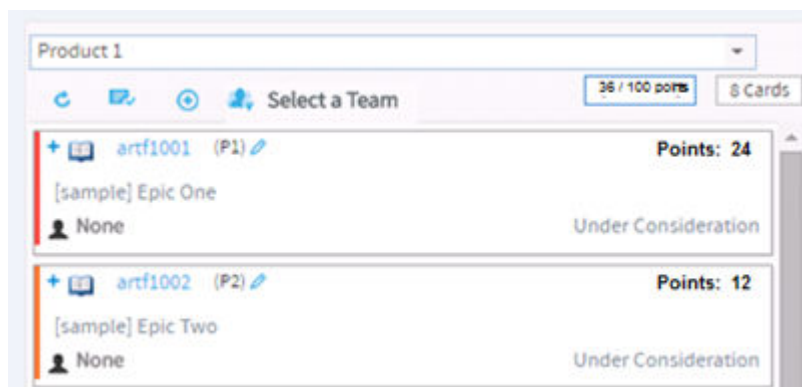 Product 1
Select a Team 36 / 100 points 8 Cards
artf1001 (P1) Points: 24
[sample] Epic One
None Under Consideration
artf1002 (P2) Points: 12
[sample] Epic Two
None Under Consideration